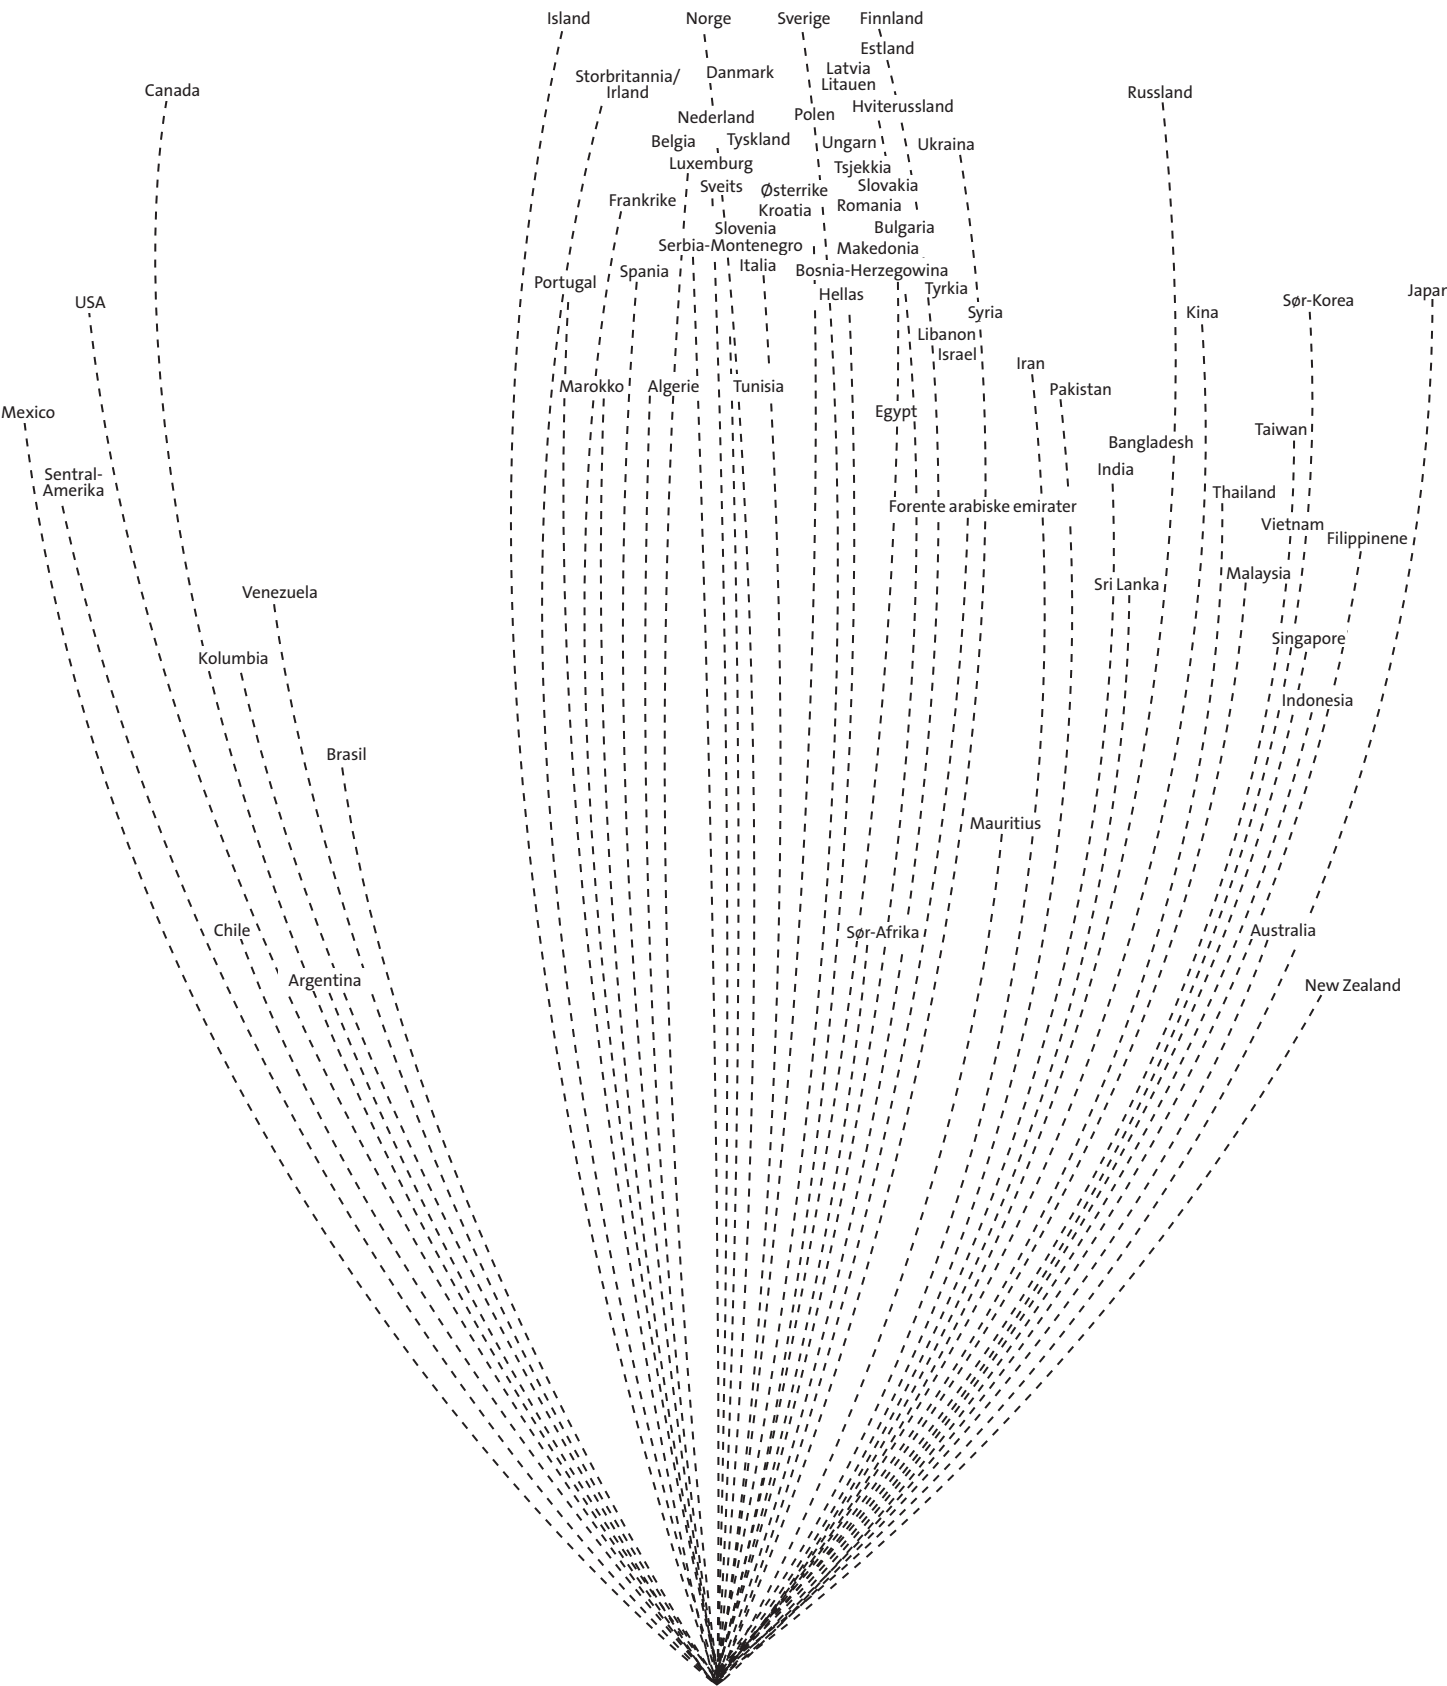 Island
Norge
Sverige
Finnland
Estland
Latvia
Litauen
Danmark
Storbritannia/
Irland
Canada
Russland
Hviterussland
Polen
Nederland
Belgia
Tyskland
Ungarn
Ukraina
Luxemburg
Tsjekkia
Sveits
Østerrike
Slovakia
Frankrike
Kroatia
Romania
Slovenia
Bulgaria
Serbia-Montenegro
Makedonia
Italia
Bosnia-Herzegowina
Spania
Portugal
Hellas
Tyrkia
USA
Syria
Kina
Sør-Korea
Japan
Libanon
Israel
Iran
Marokko
Algerie
Tunisia
Pakistan
Mexico
Egypt
Taiwan
Bangladesh
India
Sentral-
Amerika
Thailand
Forente arabiske emirater
Vietnam
Filippinene
Malaysia
Sri Lanka
Venezuela
Singapore
Kolumbia
Indonesia
Brasil
Mauritius
Chile
Sør-Afrika
Australia
Argentina
New Zealand